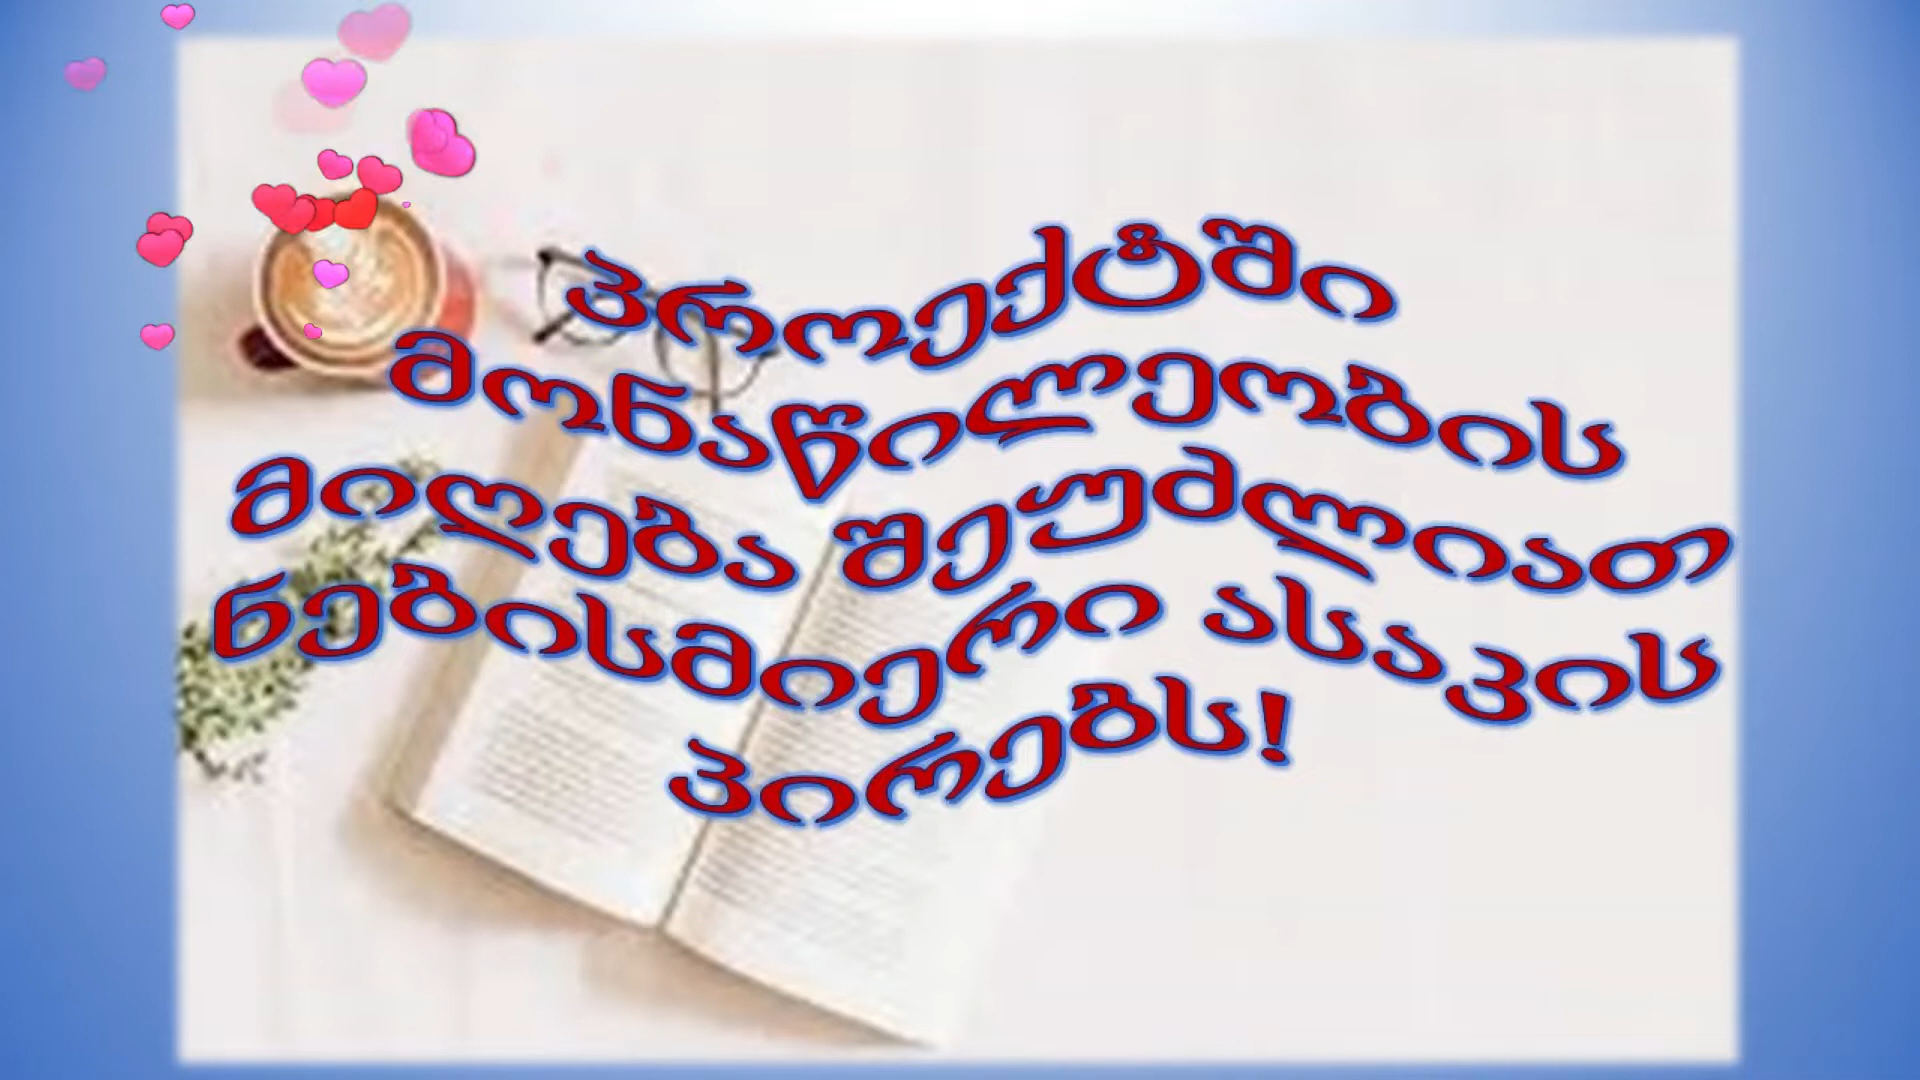 პროექტში
მონაწილეობის
მიღება შეუძლიათ
ნებისმიერი ასაკის
პირებს!